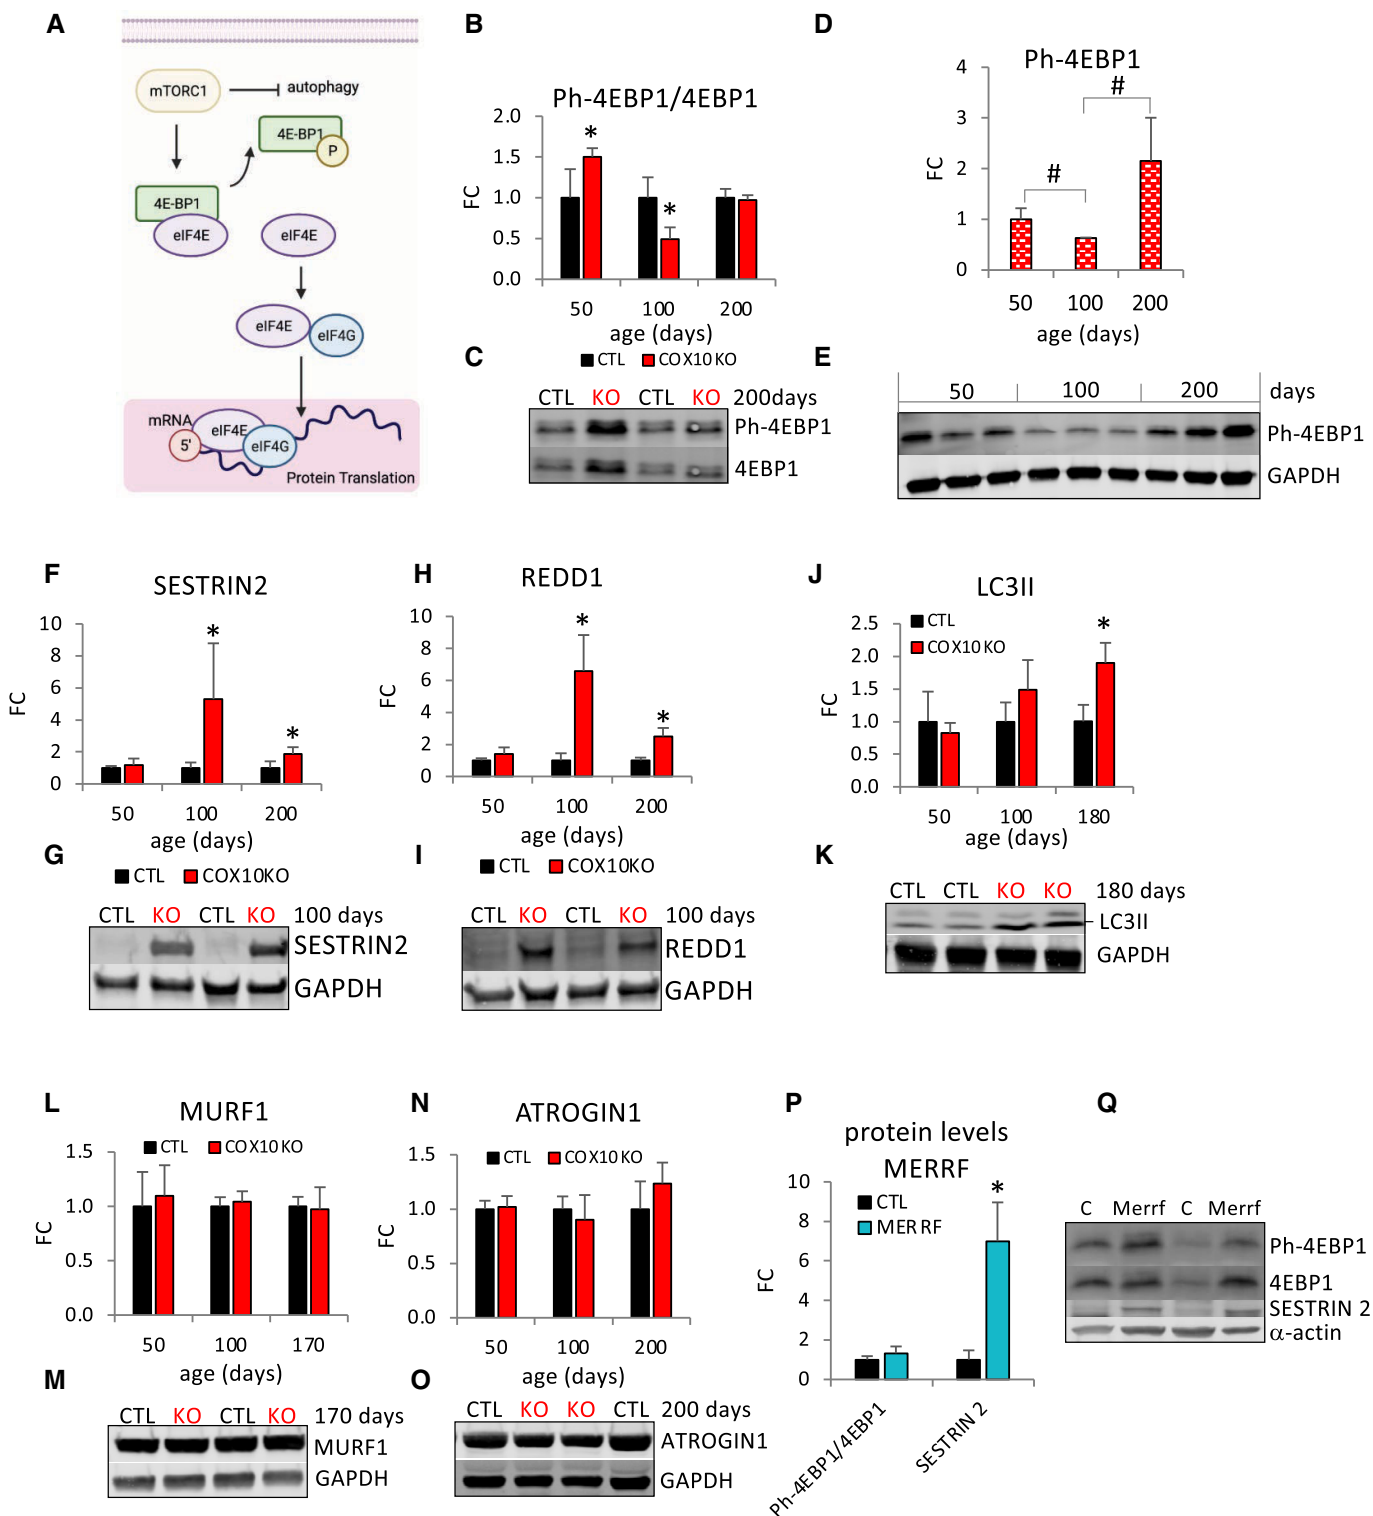 A
mTORC1
autophagy
4E-BP1
P
4E-BP1
eIF4E
eIF4E
eIF4E
eIF4G
mRNA
5'
eIF4E
eIF4G
Protein Translation
B
Ph-4EBP1/4EBP1
2.0
1.5
1.0
0.5
0.0
FC
*
*
50 100 200
age (days)
CTL COX10KO
C
CTL KO CTL KO 200days
Ph-4EBP1
4EBP1
D
Ph-4EBP1
4
3
2
1
0
FC
#
#
50 100 200
age (days)
E
50 100 200 days
Ph-4EBP1
GAPDH
F
SESTRIN2
10
8
6
4
2
0
FC
*
*
50 100 200
age (days)
CTL COX10KO
G
CTL KO CTL KO 100 days
SESTRIN2
GAPDH
H
REDD1
10
8
6
4
2
0
FC
*
*
50 100 200
age (days)
CTL COX10KO
I
CTL KO CTL KO 100 days
REDD1
GAPDH
J
LC3II
CTL
COX10KO
2.5
2.0
1.5
1.0
0.5
0.0
FC
*
50 100 180
age (days)
K
CTL CTL KO KO 180 days
LC3II
GAPDH
L
MURF1
CTL COX10KO
1.5
1.0
0.5
0.0
FC
50 100 170
age (days)
M
CTL KO CTL KO 170 days
MURF1
GAPDH
N
ATROGIN1
CTL COX10KO
1.5
1.0
0.5
0.0
FC
50 100 200
age (days)
O
CTL KO KO CTL 200 days
ATROGIN1
GAPDH
P
protein levels
MERRF
CTL
MERRF
10
8
6
4
2
0
FC
*
Ph-4EBP1/4EBP1
SESTRIN 2
Q
C Merrf C Merrf
Ph-4EBP1
4EBP1
SESTRIN 2
α-actin